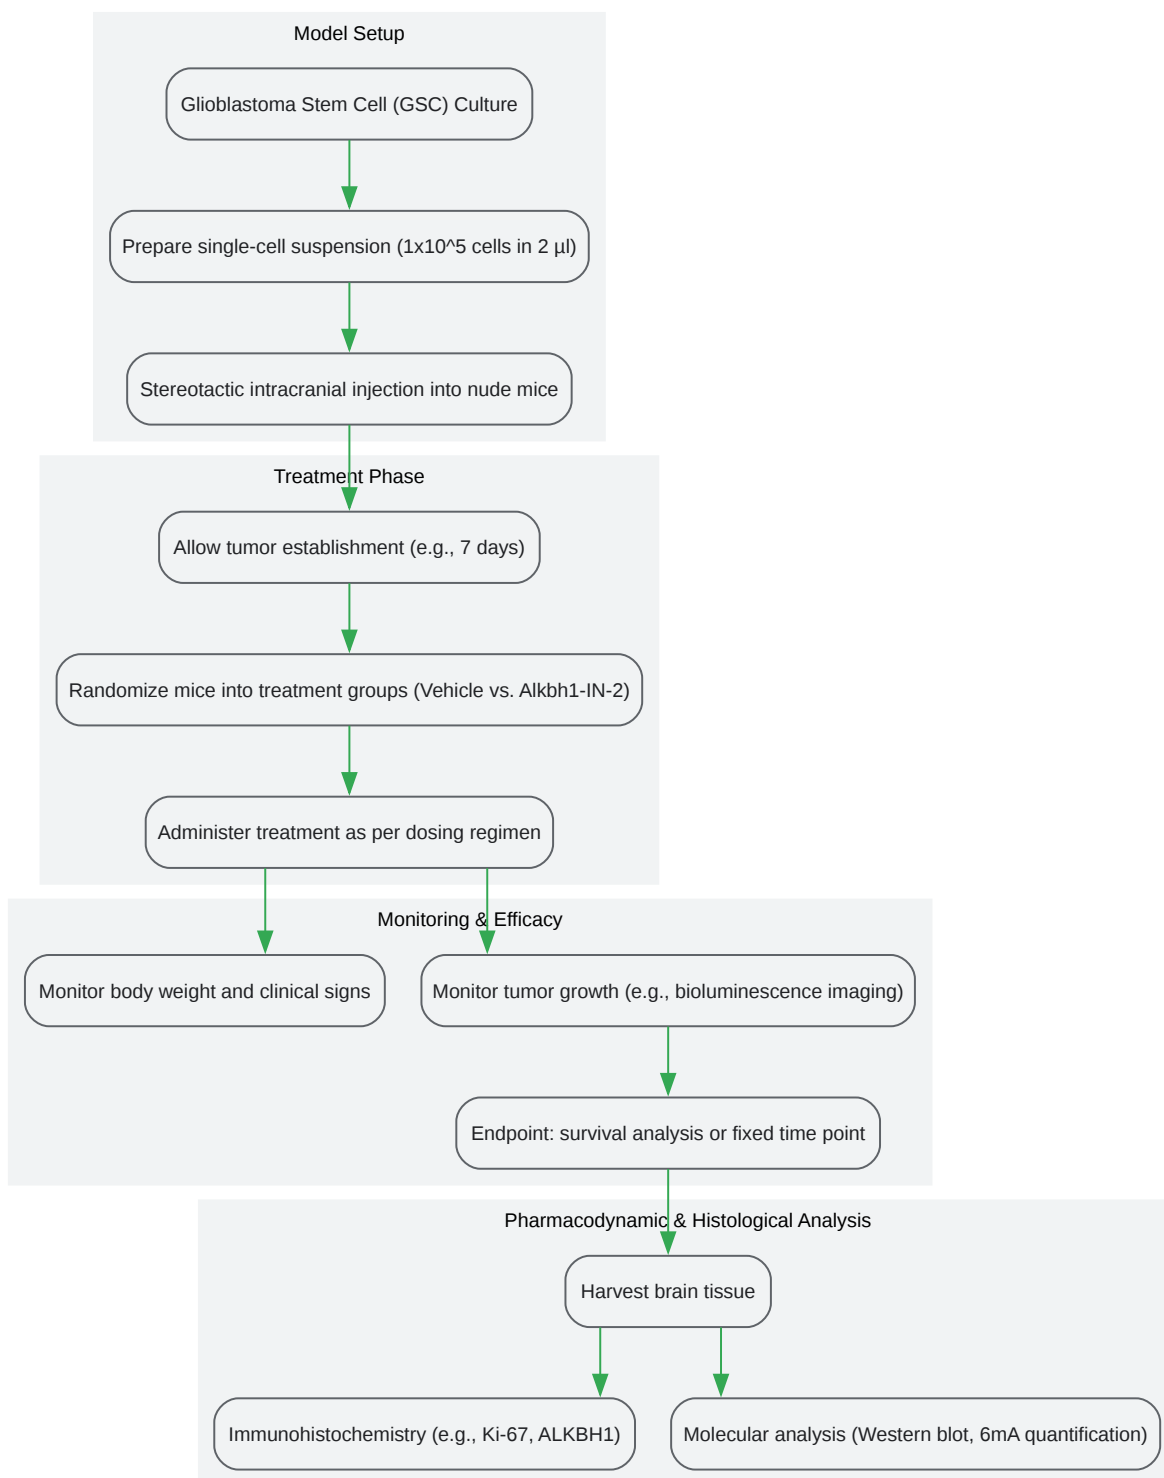 Model Setup
Glioblastoma Stem Cell (GSC) Culture
Prepare single-cell suspension (1x10^5 cells in 2 µl)
Stereotactic intracranial injection into nude mice
Treatment Phase
Allow tumor establishment (e.g., 7 days)
Randomize mice into treatment groups (Vehicle vs. Alkbh1-IN-2)
Administer treatment as per dosing regimen
Monitoring & Efficacy
Monitor body weight and clinical signs
Monitor tumor growth (e.g., bioluminescence imaging)
Endpoint: survival analysis or fixed time point
Pharmacodynamic & Histological Analysis
Harvest brain tissue
Immunohistochemistry (e.g., Ki-67, ALKBH1)
Molecular analysis (Western blot, 6mA quantification)